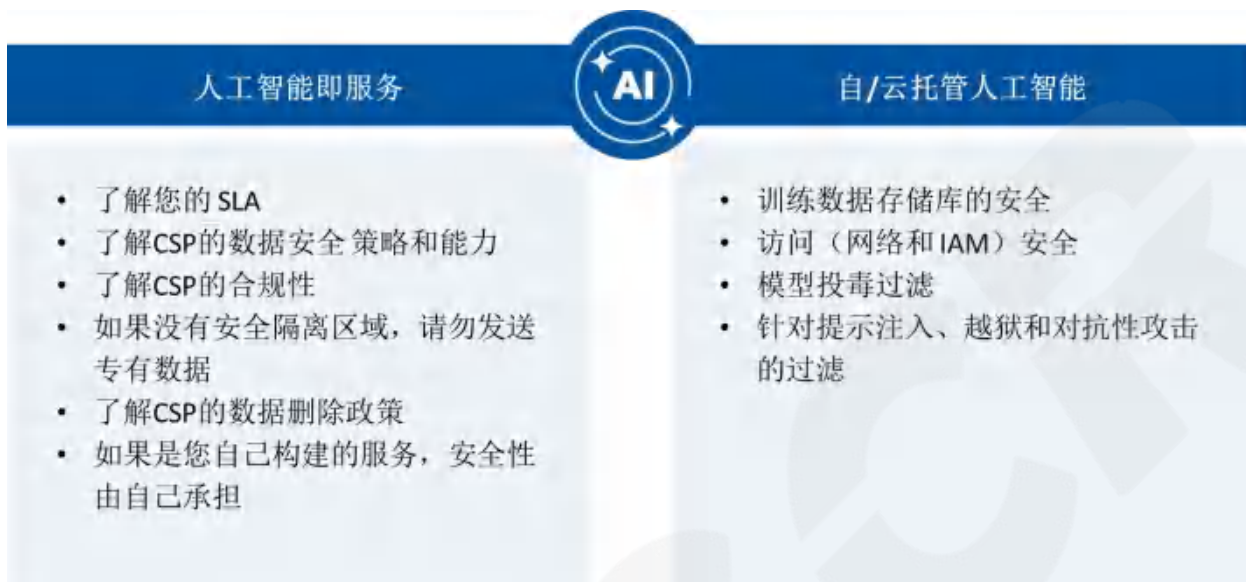 人工智能即服务
AI
自/云托管人工智能
• 了解您的 SLA
• 了解CSP的数据安全 策略和能力
• 了解CSP的合规性
• 如果没有安全隔离区域，请勿发送
专有数据
• 了解CSP的数据删除政策
• 如果是您自己构建的服务，安全性
由自己承担
• 训练数据存储库的安全
• 访问（网络和 IAM）安全
• 模型投毒过滤
• 针对提示注入、越狱和对抗性攻击
的过滤